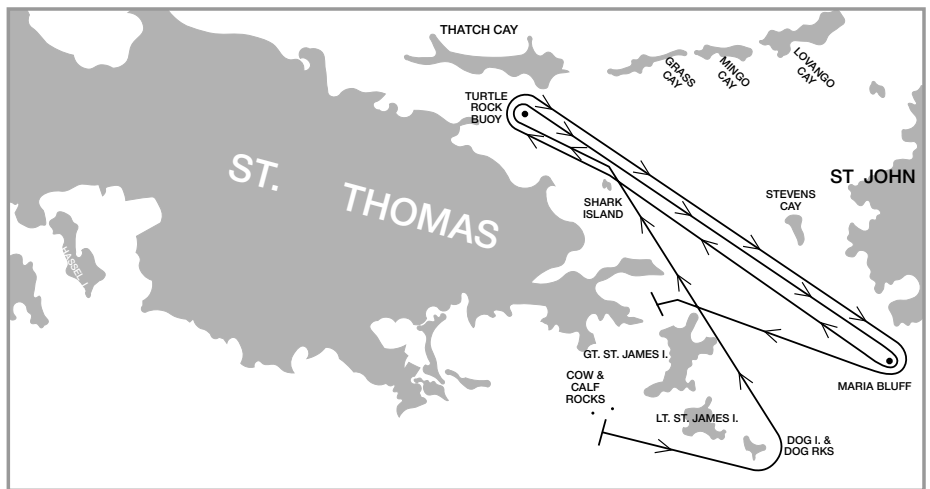 THATCH CAY
GRASS
CAY
MINGO
CAY
LOVANGO
CAY
TURTLE
ROCK
BUOY
ST. THOMAS
ST JOHN
STEVENS
CAY
SHARK
ISLAND
HASSEL I.
GT. ST. JAMES I.
COW &
CALF
ROCKS
MARIA BLUFF
LT. ST. JAMES I.
DOG I. &
DOG RKS